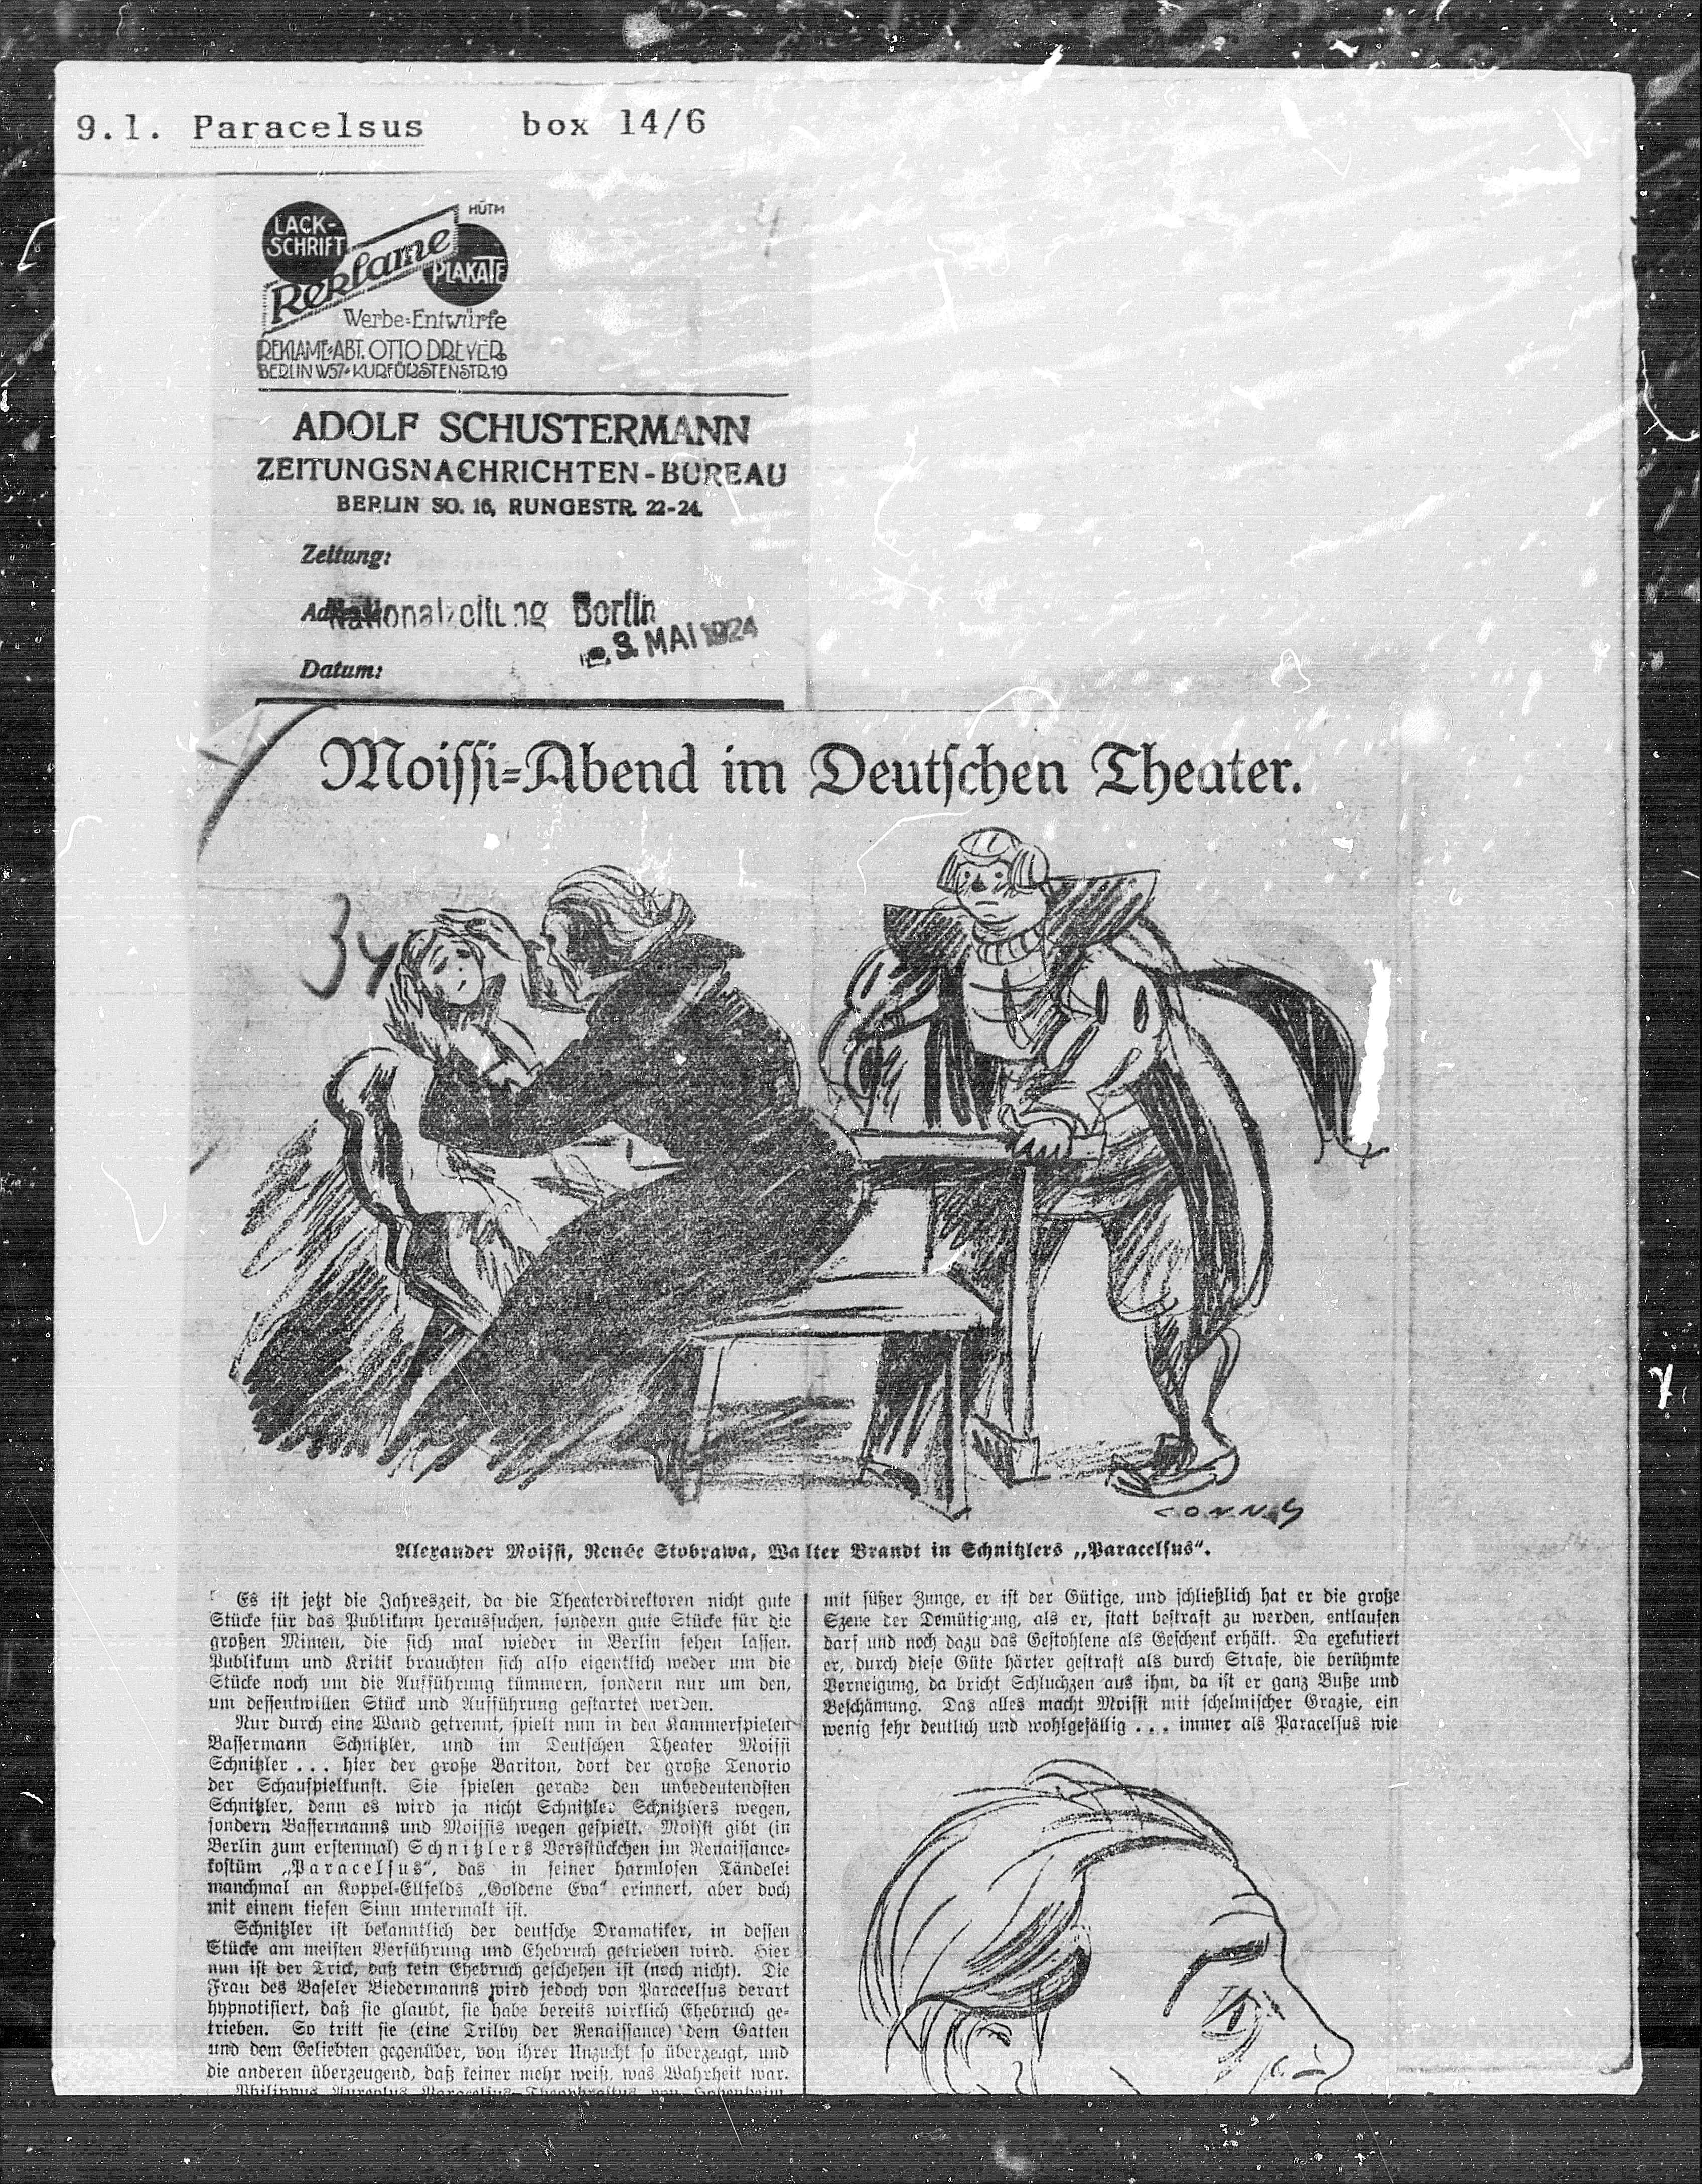 9.1. Paracelsus box 14/6
4
LACK-
SCHRIFT
HÜTM
Reklame
PLAKATE
Werbe=Entwürfe
REKLAME=ABT. OTTO DREYER
BERLIN W57• KURFÜRSTENSTR.19
ADOLF SCHUSTERMANN
ZEITUNGSNACHRICHTEN-BUREAU
BERLIN SO. 16, RUNGESTR. 22-24.
Zeitung:
Nationalzeitung Berlin
3. MAI 1924
Datum:
Moissi=Abend im Deutschen Theater.
34
CONNS
Alexander Moissi, Renée Stobrawa, Walter Brandt in Schnitzlers „Paracelsus“.
Es ist jetzt die Jahreszeit, da die Theaterdirektoren nicht gute
Stücke für das Publikum heraussuchen, sondern gute Stücke für die
großen Mimen, die sich mal wieder in Berlin sehen lassen.
Publikum und Kritik brauchten sich also eigentlich weder um die
Stücke noch um die Aufführung kümmern, sondern nur um den,
um dessentwillen Stück und Aufführung gestartet werden.
Nur durch eine Wand getrennt, spielt nun in den Kammerspielen
Bassermann Schnitzler, und im Deutschen Theater Moissi
Schnitzler ... hier der große Bariton, dort der große Tenorio
der Schauspielkunst. Sie spielen gerade den unbedeutendsten
Schnitzler, denn es wird ja nicht Schnitzler Schnitzlers wegen,
sondern Bassermanns und Moissis wegen gespielt. Moissi gibt (in
Berlin zum erstenmal) Schnitzlers Versstückchen im Renaissance-
kostüm „Paracelsus“, das in seiner harmlosen Tändelei
manchmal an Koppel-Ellfelds „Goldene Eva“ erinnert, aber doch
mit einem tiefen Sinn untermalt ist.
Schnitzler ist bekanntlich der deutsche Dramatiker, in dessen
Stücke am meisten Verführung und Ehebruch getrieben wird. Hier
nun ist der Trick, daß kein Ehebruch geschehen ist (noch nicht). Die
Frau des Baseler Biedermanns wird jedoch von Paracelsus derart
hypnotisiert, daß sie glaubt, sie habe bereits wirklich Ehebruch ge-
trieben. So tritt sie (eine Trilby der Renaissance) dem Gatten
und dem Geliebten gegenüber, von ihrer Unzucht so überzeugt, und
die anderen überzeugend, daß keiner mehr weiß, was Wahrheit war.
Philippus Aureolus Paracelsus Theophrastus von Hohenheim
mit süßer Zunge, er ist der Gütige, und schließlich hat er die große
Szene der Demütigung, als er, statt bestraft zu werden, entlaufen
darf und noch dazu das Gestohlene als Geschenk erhält. Da exekutiert
er, durch diese Güte härter gestraft als durch Strafe, die berühmte
Verneigung, da bricht Schluchzen aus ihm, da ist er ganz Buße und
Beschämung. Das alles macht Moissi mit schelmischer Grazie, ein
wenig sehr deutlich und wohlgefällig ... immer als Paracelsus wie